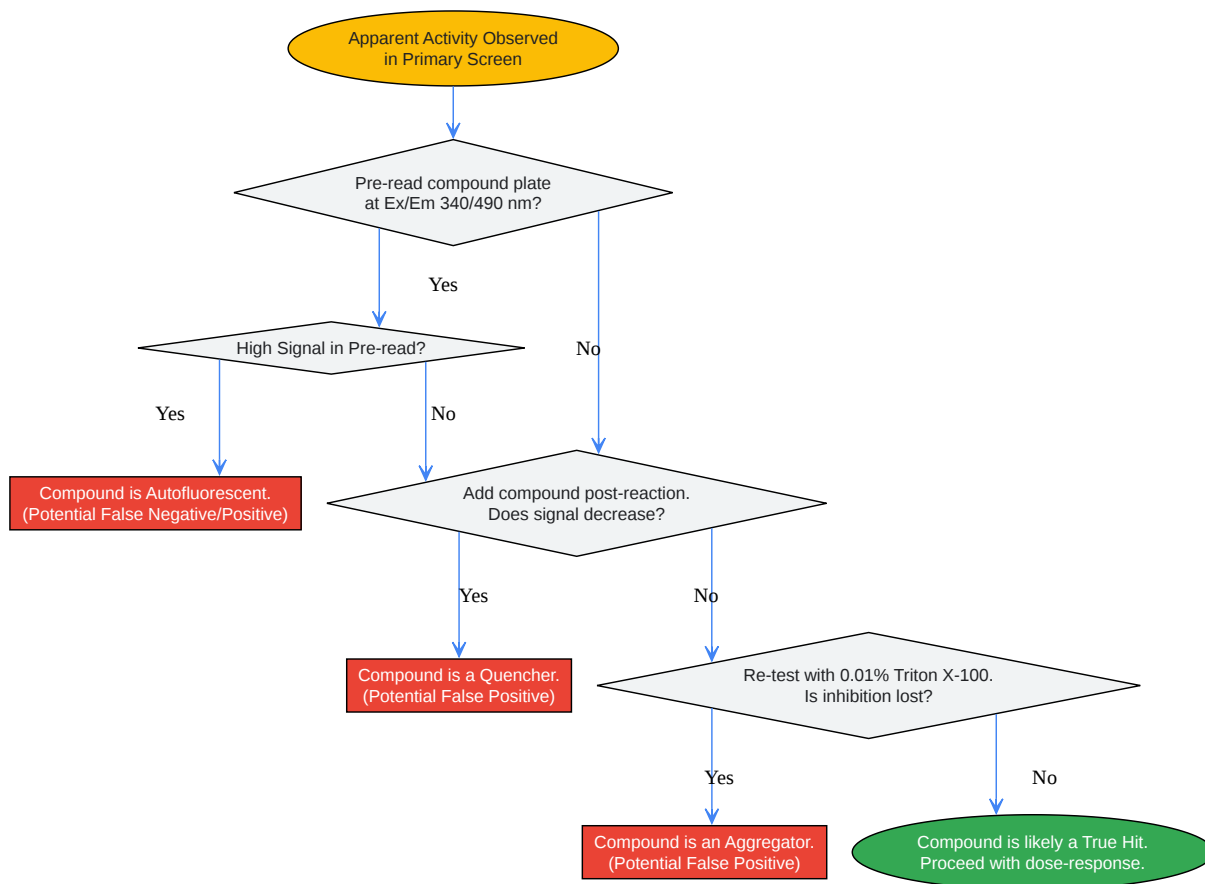 Apparent Activity Observed
in Primary Screen
Pre-read compound plate
at Ex/Em 340/490 nm?
Yes
High Signal in Pre-read?
No
Yes
No
Compound is Autofluorescent.
(Potential False Negative/Positive)
Add compound post-reaction.
Does signal decrease?
Yes
No
Compound is a Quencher.
(Potential False Positive)
Re-test with 0.01% Triton X-100.
Is inhibition lost?
Yes
No
Compound is an Aggregator.
(Potential False Positive)
Compound is likely a True Hit.
Proceed with dose-response.